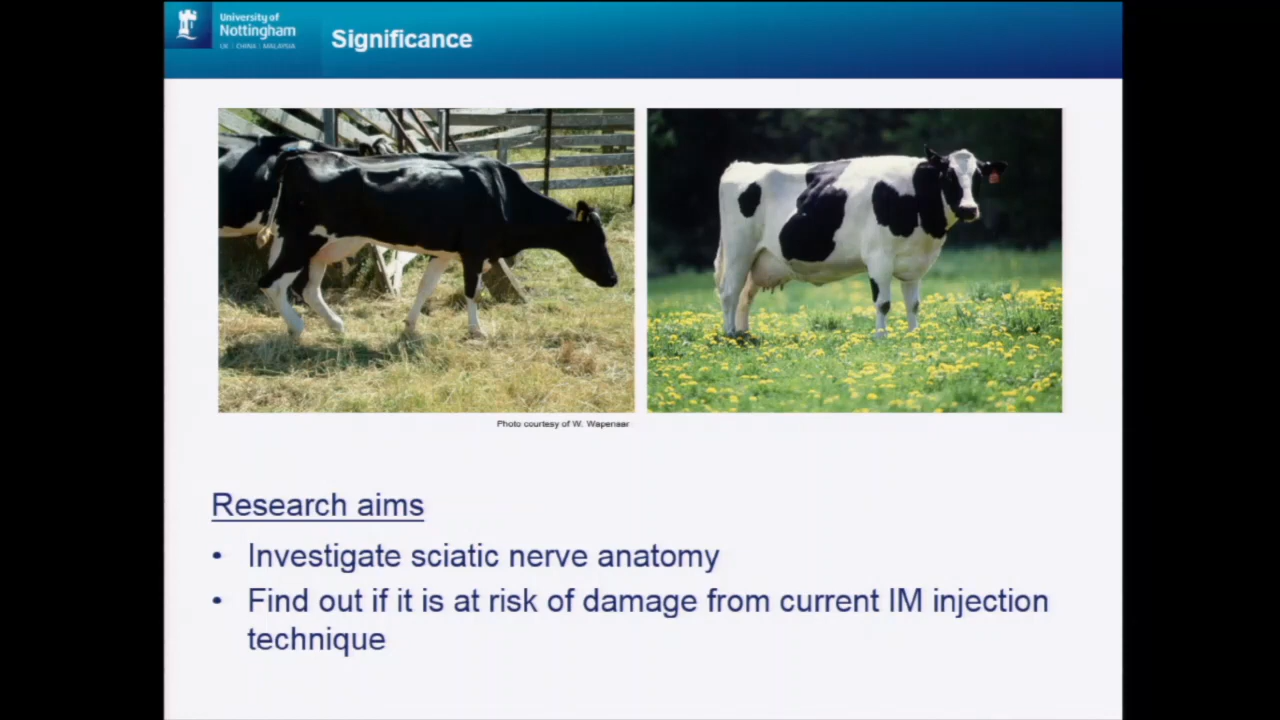 University of
Nottingham
UK | CHINA | MALAYSIA
Significance
Photo courtesy of W. Wapenaar
Research aims
• Investigate sciatic nerve anatomy
• Find out if it is at risk of damage from current IM injection
technique